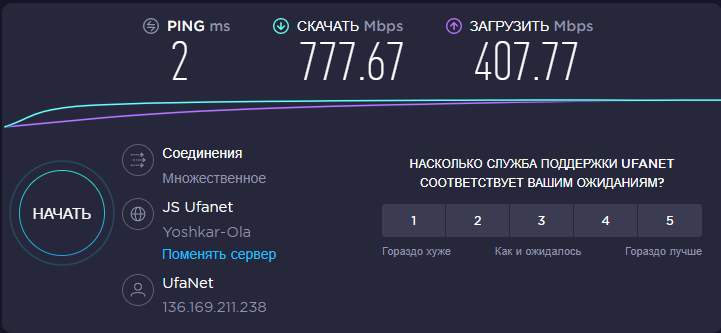 PING ms
2
СКАЧАТЬ Mbps
777.67
ЗАГРУЗИТЬ Mbps
407.77
НАЧАТЬ
Соединения
Множественное
JS Ufanet
Yoshkar-Ola
Поменять сервер
UfaNet
136.169.211.238
НАСКОЛЬКО СЛУЖБА ПОДДЕРЖКИ UFANET
СООТВЕТСТВУЕТ ВАШИМ ОЖИДАНИЯМ?
1 2 3 4 5
Гораздо хуже Как и ожидалось Гораздо лучше